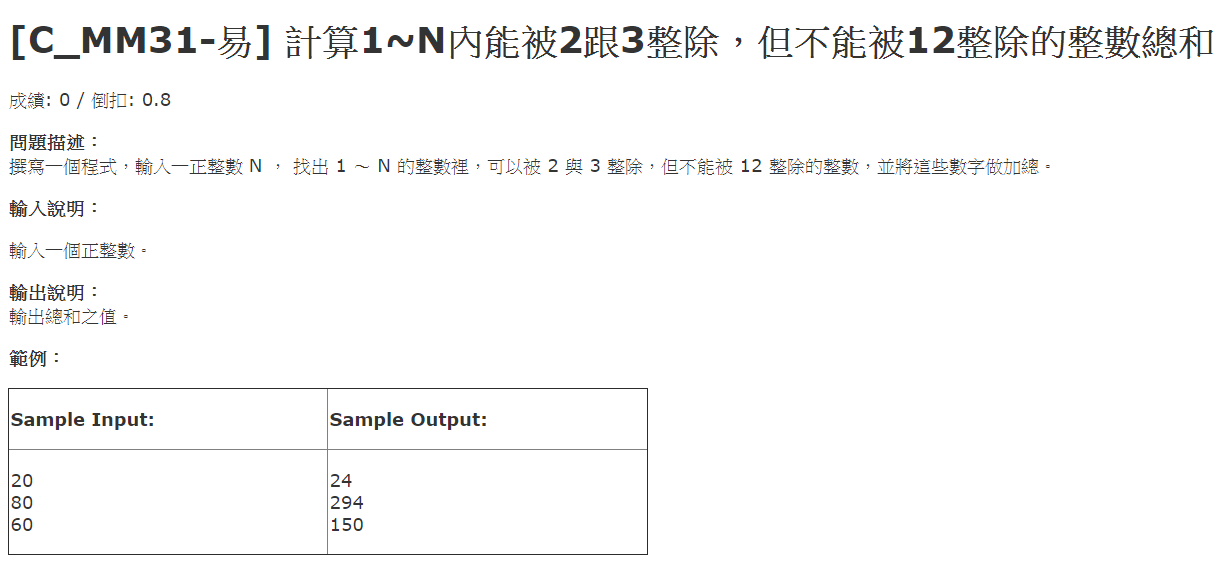 [C_MM31-易] 計算1~N內能被2跟3整除，但不能被12整除的整數總和
成績: 0 / 倒扣: 0.8
問題描述：
撰寫一個程式，輸入一正整數 N ， 找出 1 ～ N 的整數裡，可以被 2 與 3 整除，但不能被 12 整除的整數，並將這些數字做加總。
輸入說明：
輸入一個正整數。
輸出說明：
輸出總和之值。
範例：
Sample Input: Sample Output:
20 24
80 294
60 150